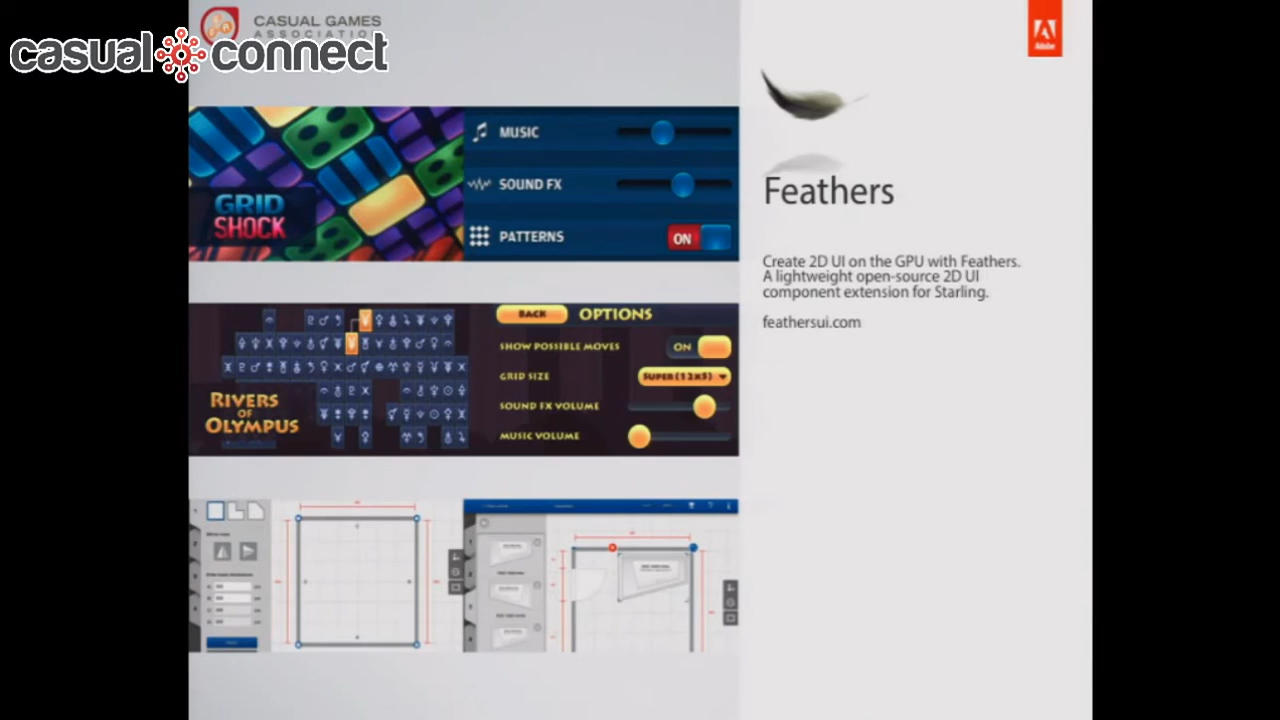 CASUAL GAMES
ASSOCIATION
casual connect
Adobe
MUSIC
SOUND FX
PATTERNS
ON
GRID
SHOCK
Feathers
Create 2D UI on the GPU with Feathers.
A lightweight open-source 2D UI
component extension for Starling.
feathersui.com
BACK
OPTIONS
SHOW POSSIBLE MOVES
ON
GRID SIZE
SUPER (12X5)
SOUND FX VOLUME
MUSIC VOLUME
RIVERS
OF
OLYMPUS